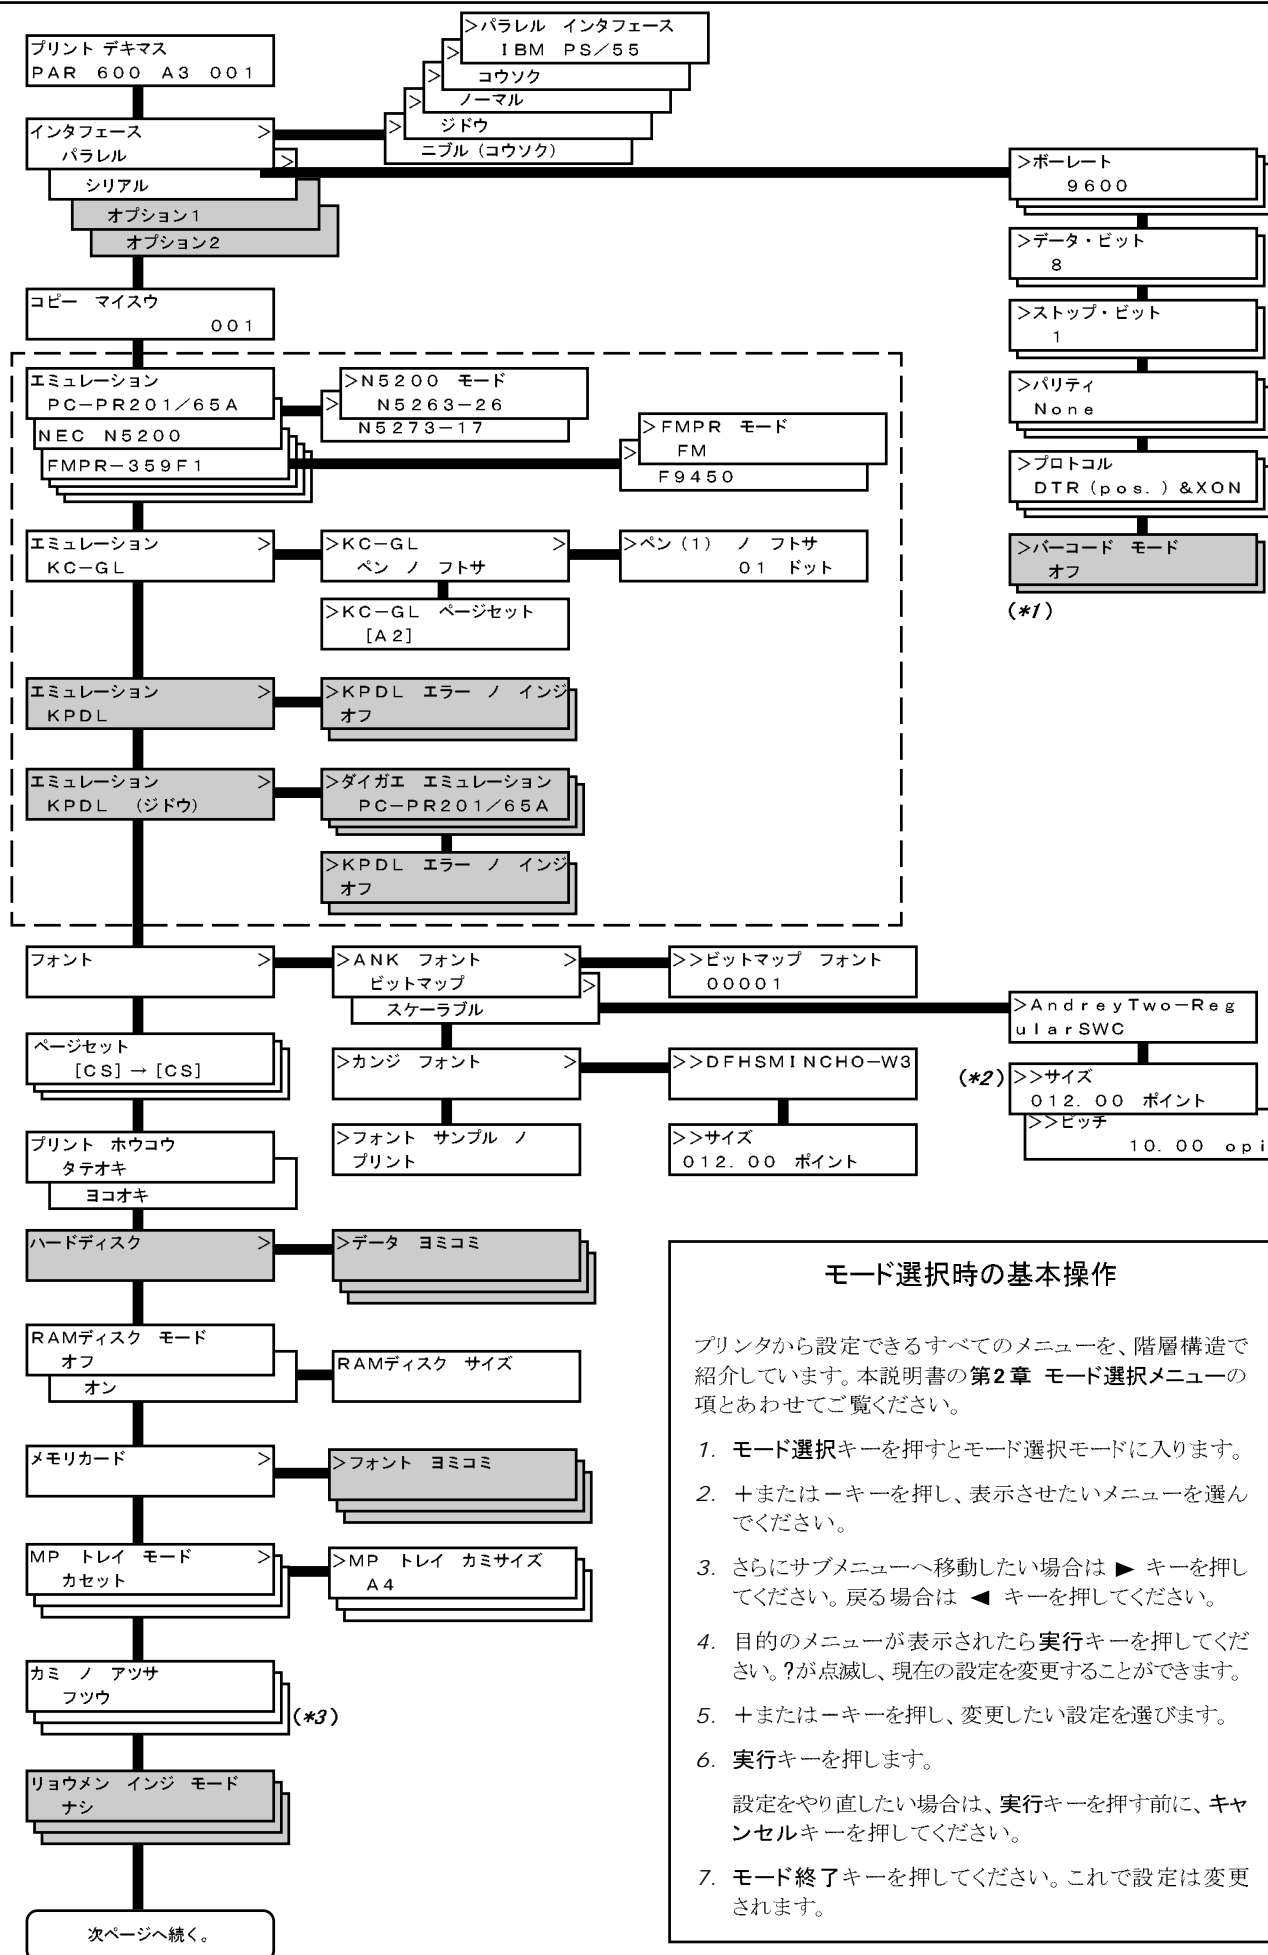 プリント デキマス
PAR 600 A3 001
インタフェース >
パラレル
>
シリアル
オプション1
オプション2
>パラレル インタフェース
IBM PS/55
>
コウソク
>
ノーマル
>
ジドウ
>
ニブル(コウソク)
>ボーレート
9600
>データ・ビット
8
>ストップ・ビット
1
>パリティ
None
>プロトコル
DTR(pos.)&XON
>バーコード モード
オフ
(*1)
コピー マイスウ
001
エミュレーション
PC-PR201/65A
NEC N5200
FMPR-359F1
>N5200 モード
N5263-26
>
N5273-17
>FMPR モード
FM
>
F9450
エミュレーション >
KC-GL
>KC-GL >
ペン ノ フトサ
>ペン(1) ノ フトサ
01 ドット
>KC-GL ページセット
[A2]
エミュレーション >
KPDL
>KPDL エラー ノ インジ
オフ
エミュレーション >
KPDL (ジドウ)
>ダイガエ エミュレーション
PC-PR201/65A
>KPDL エラー ノ インジ
オフ
フォント >
>ANK フォント >
ビットマップ
>
スケーラブル
>>ビットマップ フォント
00001
>AndreyTwo-Reg
ularSWC
(*2)
>>サイズ
012.00 ポイント
>>ピッチ
10.00 opi
>カンジ フォント >
>>DFHSMINCHO-W3
>>サイズ
012.00 ポイント
>フォント サンプル ノ
プリント
ページセット
[CS]→[CS]
プリント ホウコウ
タテオキ
ヨコオキ
ハードディスク >
>データ ヨミコミ
RAMディスク モード
オフ
オン
RAMディスク サイズ
メモリカード >
>フォント ヨミコミ
MP トレイ モード >
カセット
>MP トレイ カミサイズ
A4
カミ ノ アツサ
フツウ
(*3)
リョウメン インジ モード
ナシ
次ページへ続く。
モード選択時の基本操作
プリンタから設定できるすべてのメニューを、階層構造で
紹介しています。本説明書の第2章 モード選択メニューの
項とあわせてご覧ください。
1. モード選択キーを押すとモード選択モードに入ります。
2. +または-キーを押し、表示させたいメニューを選ん
でください。
3. さらにサブメニューへ移動したい場合は ▶ キーを押し
てください。戻る場合は ◀ キーを押してください。
4. 目的のメニューが表示されたら実行キーを押してくだ
さい。?が点滅し、現在の設定を変更することができます。
5. +または-キーを押し、変更したい設定を選びます。
6. 実行キーを押します。
設定をやり直したい場合は、実行キーを押す前に、キャ
ンセルキーを押してください。
7. モード終了キーを押してください。これで設定は変更
されます。